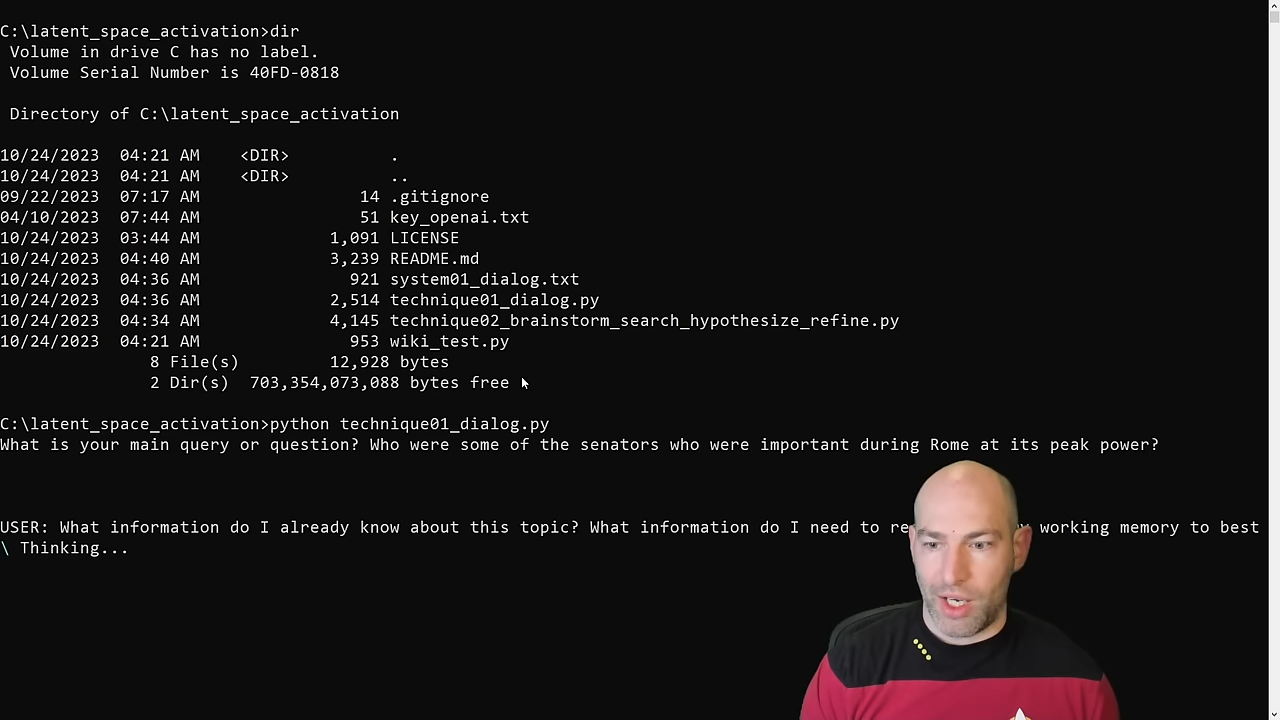 C:\latent_space_activation>dir
Volume in drive C has no label.
Volume Serial Number is 40FD-0818
Directory of C:\latent_space_activation
10/24/2023  04:21 AM    <DIR>          .
10/24/2023  04:21 AM    <DIR>          ..
09/22/2023  07:17 AM                14 .gitignore
04/10/2023  07:44 AM                51 key_openai.txt
10/24/2023  03:44 AM             1,091 LICENSE
10/24/2023  04:40 AM             3,239 README.md
10/24/2023  04:36 AM               921 system01_dialog.txt
10/24/2023  04:36 AM             2,514 technique01_dialog.py
10/24/2023  04:34 AM             4,145 technique02_brainstorm_search_hypothesize_refine.py
10/24/2023  04:21 AM               953 wiki_test.py
8 File(s)         12,928 bytes
2 Dir(s)  703,354,073,088 bytes free
C:\latent_space_activation>python technique01_dialog.py
What is your main query or question? Who were some of the senators who were important during Rome at its peak power?
USER: What information do I already know about this topic? What information do I need to working memory to best
\ Thinking...